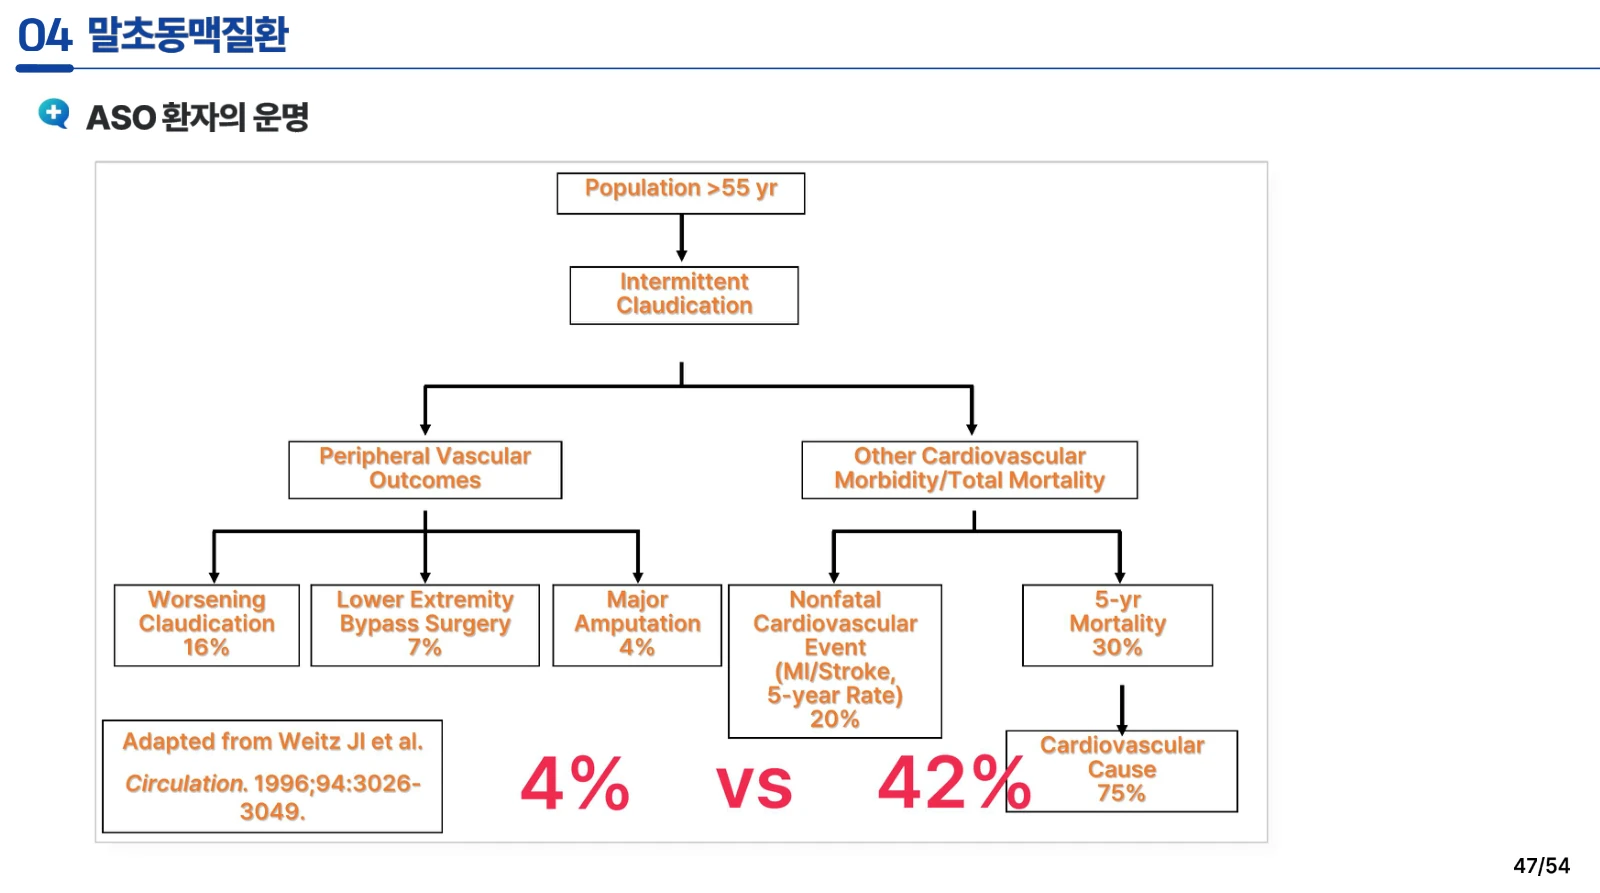 04 말초동맥질환
ASO 환자의 운명
Population >55 yr
Intermittent
Claudication
Peripheral Vascular
Outcomes
Other Cardiovascular
Morbidity/Total Mortality
Worsening
Claudication
16%
Lower Extremity
Bypass Surgery
7%
Major
Amputation
4%
Nonfatal
Cardiovascular
Event
(MI/Stroke,
5-year Rate)
20%
5-yr
Mortality
30%
Cardiovascular
Cause
75%
Adapted from Weitz JI et al.
Circulation. 1996;94:3026-
3049.
4% vs 42%
47/54